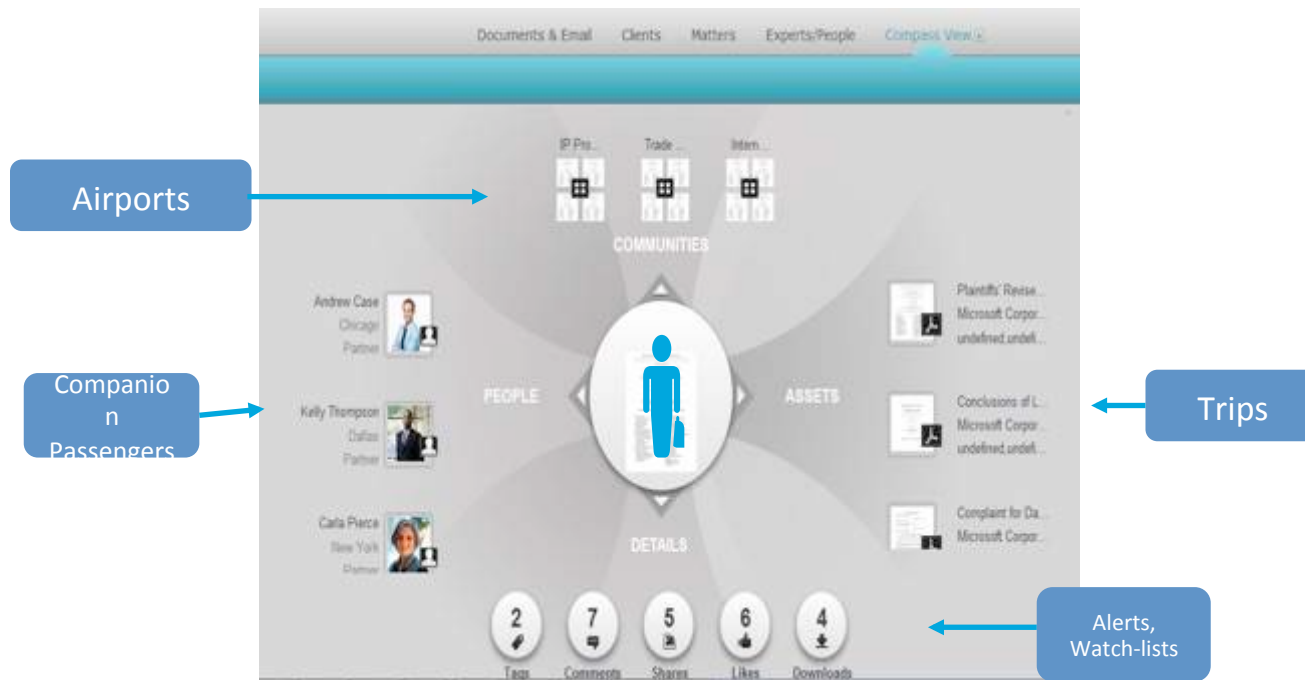 Documents & Email Clients Matters Experts/People Compass View
IP Pro... Trade ... Intern...
COMMUNITIES
Airports
Andrew Case
Chicago
Partner
Kelly Thompson
Dallas
Partner
Carla Pierce
New York
Partner
Companio
n
Passengers
PEOPLE
ASSETS
DETAILS
Plaintiffs' Revise...
Microsoft Corpor...
undefined,undefi...
Conclusions of L...
Microsoft Corpor...
undefined,undefi...
Complaint for Da...
Microsoft Corpor...
Trips
2 7 5 6 4
Tags Comments Shares Likes Downloads
Alerts,
Watch-lists